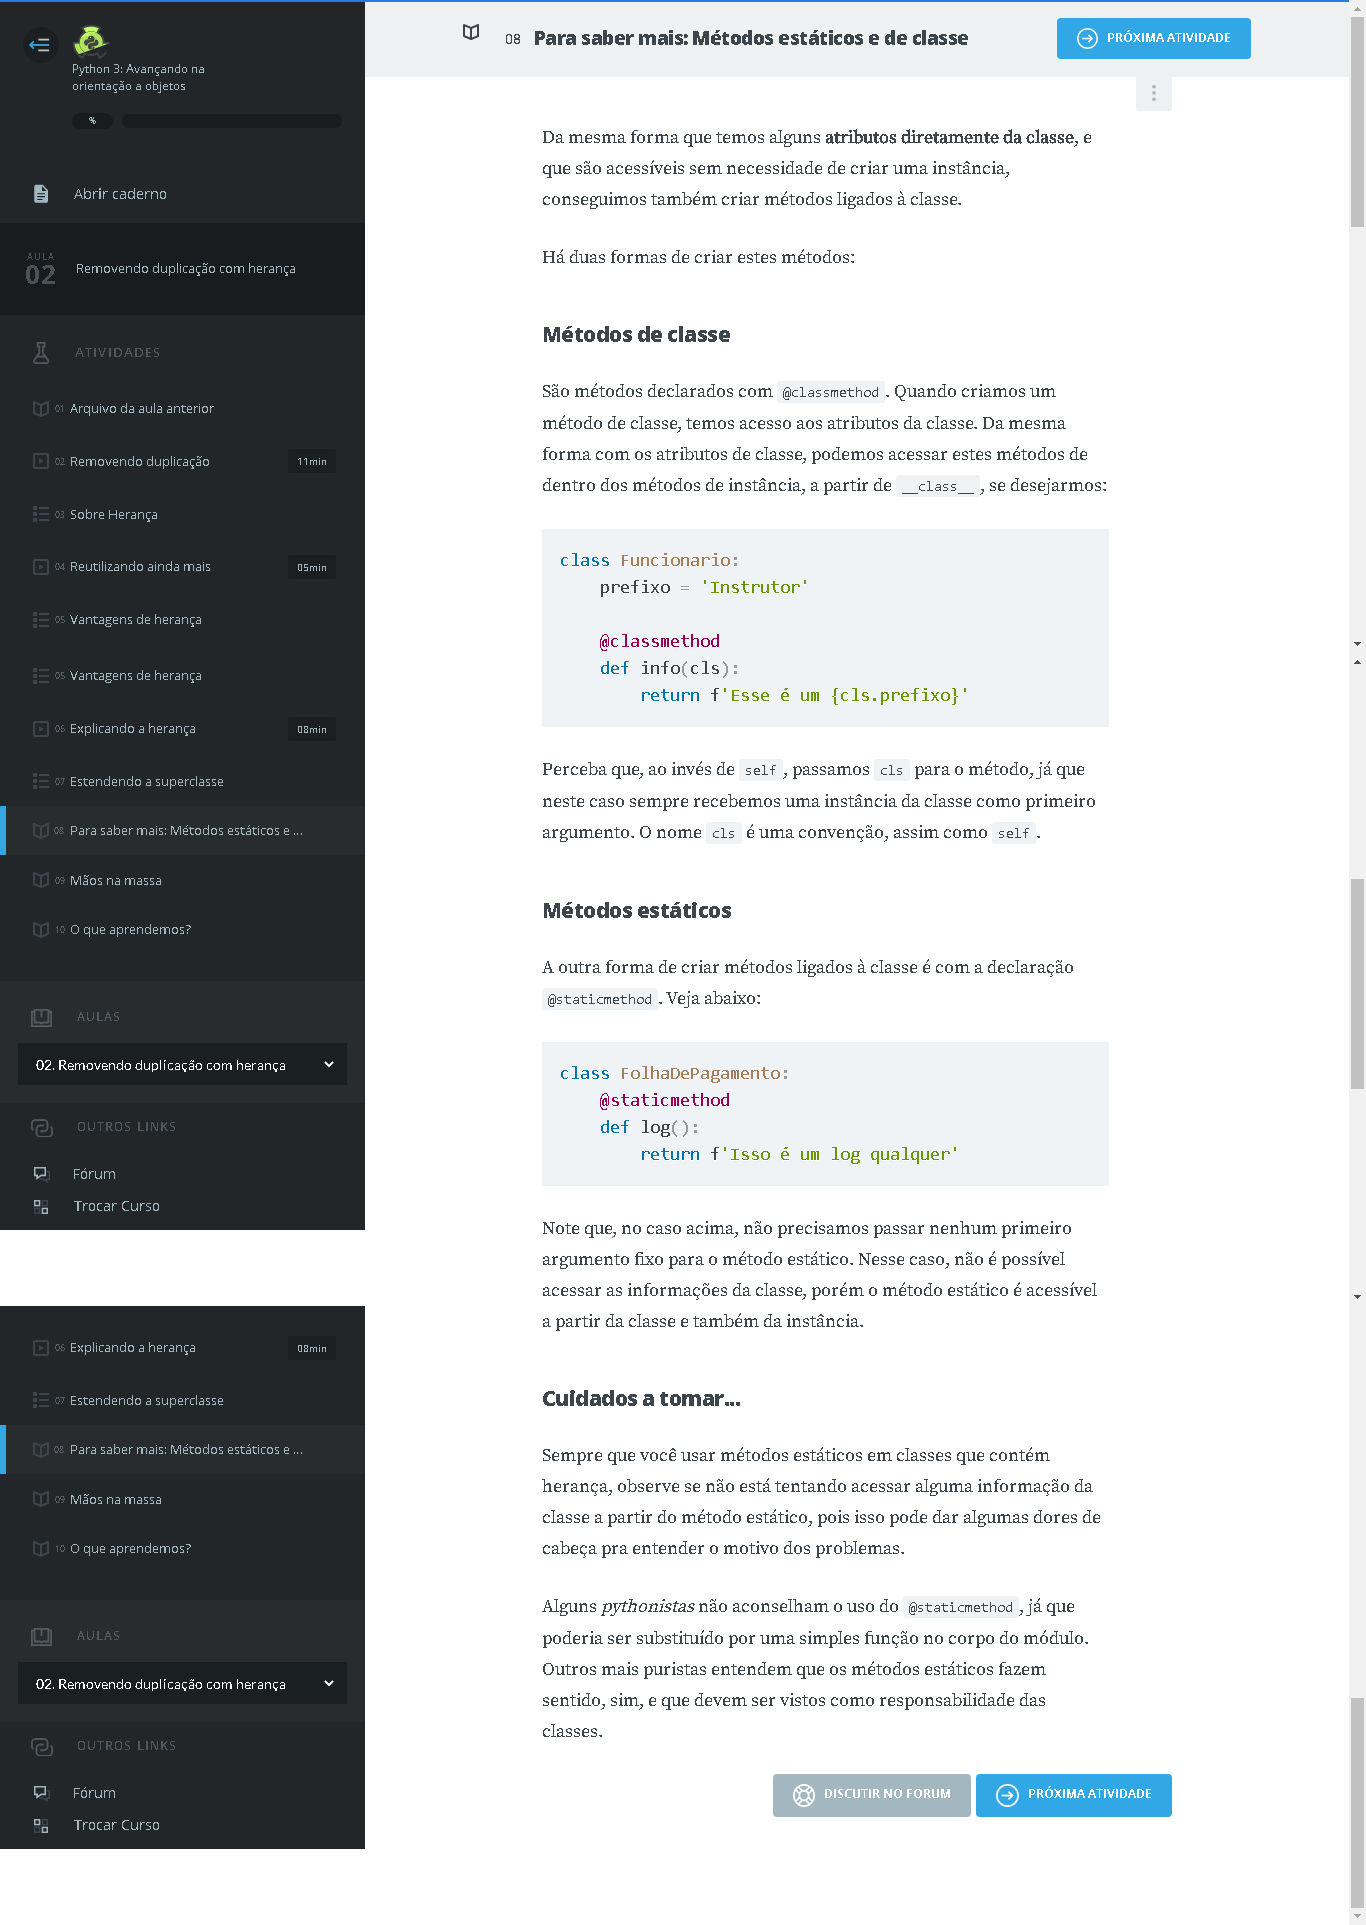 Python 3: Avançando na
orientação a objetos
%
Abrir caderno
AULA
02
Removendo duplicação com herança
ATIVIDADES
01 Arquivo da aula anterior
02 Removendo duplicação 11min
03 Sobre Herança
04 Reutilizando ainda mais 05min
05 Vantagens de herança
05 Vantagens de herança
06 Explicando a herança 08min
07 Estendendo a superclasse
08 Para saber mais: Métodos estáticos e ...
09 Mãos na massa
10 O que aprendemos?
AULAS
02. Removendo duplicação com herança
OUTROS LINKS
Fórum
Trocar Curso
06 Explicando a herança 08min
07 Estendendo a superclasse
08 Para saber mais: Métodos estáticos e ...
09 Mãos na massa
10 O que aprendemos?
AULAS
02. Removendo duplicação com herança
OUTROS LINKS
Fórum
Trocar Curso
08 Para saber mais: Métodos estáticos e de classe
PRÓXIMA ATIVIDADE
Da mesma forma que temos alguns atributos diretamente da classe, e
que são acessíveis sem necessidade de criar uma instância,
conseguimos também criar métodos ligados à classe.
Há duas formas de criar estes métodos:
Métodos de classe
São métodos declarados com @classmethod. Quando criamos um
método de classe, temos acesso aos atributos da classe. Da mesma
forma com os atributos de classe, podemos acessar estes métodos de
dentro dos métodos de instância, a partir de __class__, se desejarmos:
class Funcionario:
    prefixo = 'Instrutor'
    @classmethod
    def info(cls):
        return f'Esse é um {cls.prefixo}'
Perceba que, ao invés de self, passamos cls para o método, já que
neste caso sempre recebemos uma instância da classe como primeiro
argumento. O nome cls é uma convenção, assim como self.
Métodos estáticos
A outra forma de criar métodos ligados à classe é com a declaração
@staticmethod. Veja abaixo:
class FolhaDePagamento:
    @staticmethod
    def log():
        return f'Isso é um log qualquer'
Note que, no caso acima, não precisamos passar nenhum primeiro
argumento fixo para o método estático. Nesse caso, não é possível
acessar as informações da classe, porém o método estático é acessível
a partir da classe e também da instância.
Cuidados a tomar...
Sempre que você usar métodos estáticos em classes que contém
herança, observe se não está tentando acessar alguma informação da
classe a partir do método estático, pois isso pode dar algumas dores de
cabeça pra entender o motivo dos problemas.
Alguns pythonistas não aconselham o uso do @staticmethod, já que
poderia ser substituído por uma simples função no corpo do módulo.
Outros mais puristas entendem que os métodos estáticos fazem
sentido, sim, e que devem ser vistos como responsabilidade das
classes.
DISCUTIR NO FORUM
PRÓXIMA ATIVIDADE